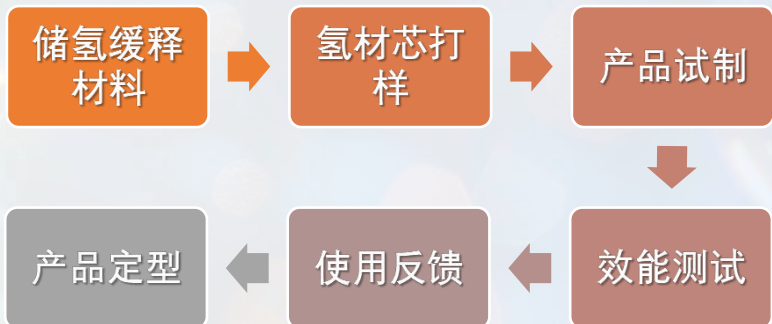 储氢缓释
材料
氢材芯打
样
产品试制
效能测试
使用反馈
产品定型